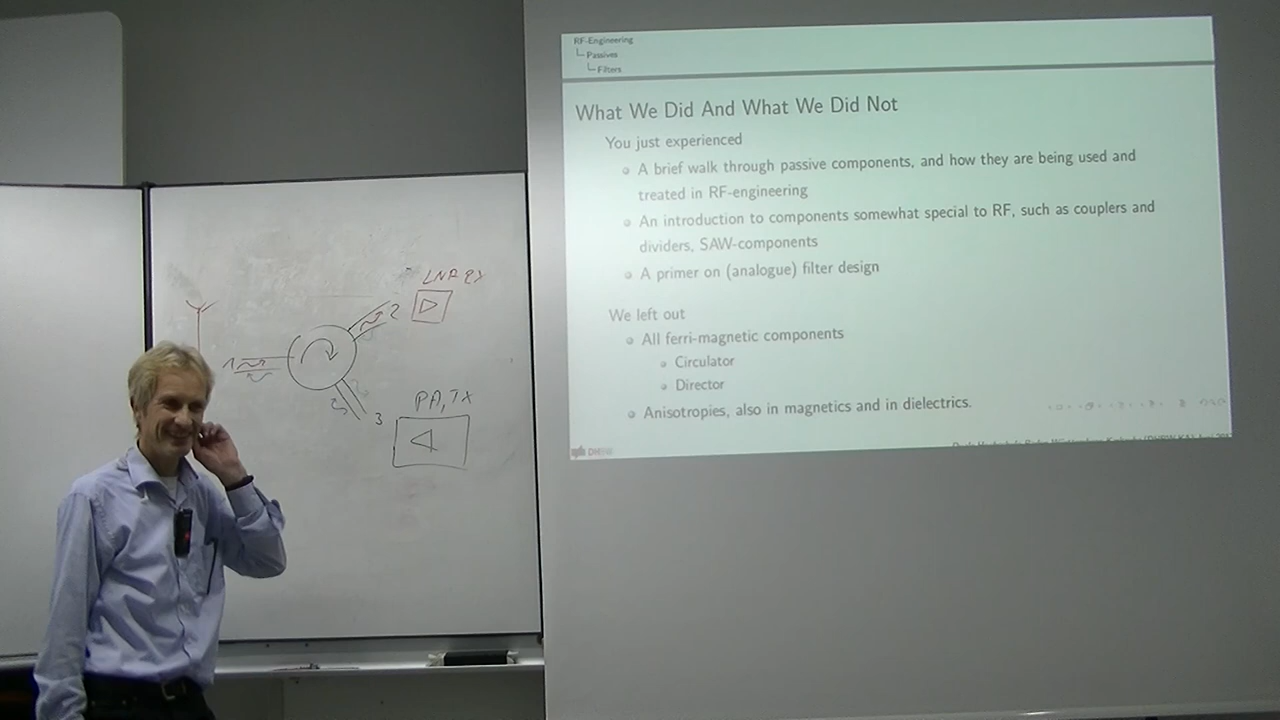 RF-Engineering
Passives
Filters
What We Did And What We Did Not
You just experienced
A brief walk through passive components, and how they are being used and
treated in RF-engineering
An introduction to components somewhat special to RF, such as couplers and
dividers, SAW-components
A primer on (analogue) filter design
We left out
All ferri-magnetic components
Circulator
Director
Anisotropies, also in magnetics and in dielectrics.
DHBW
LNA RX
2
1
PA, TX
3